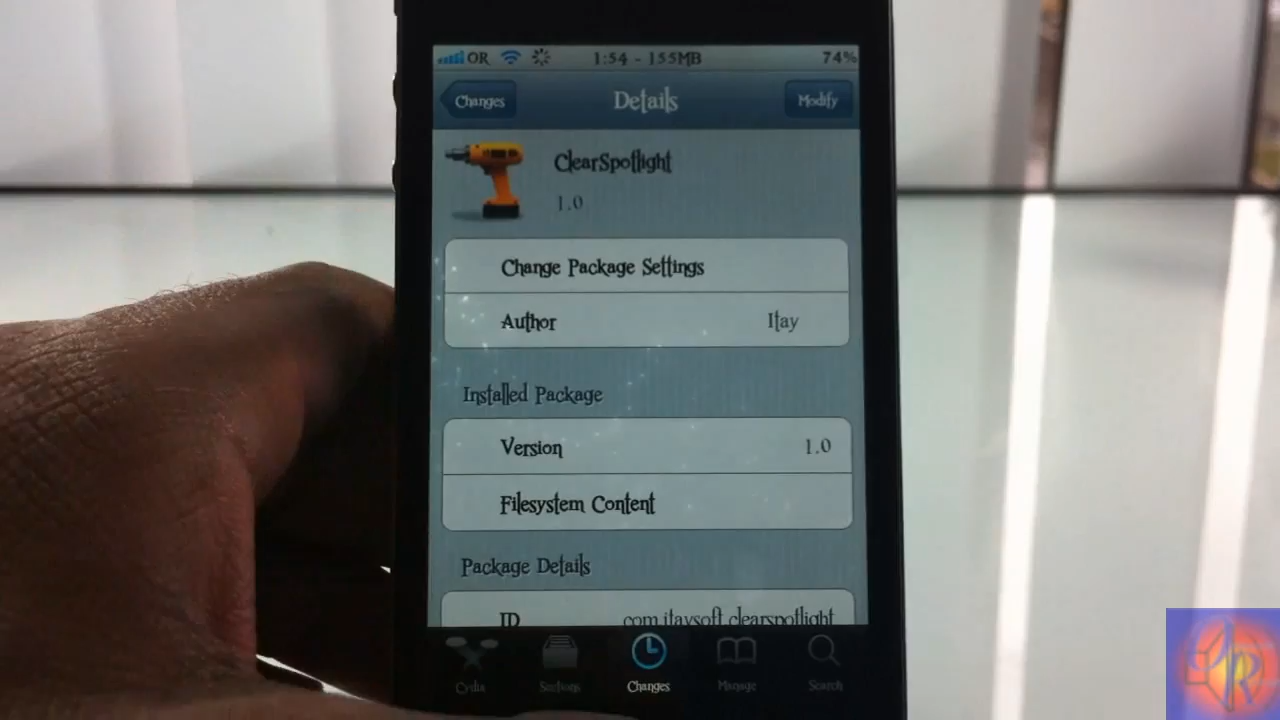 OR 1:54 - 155MB 74%
Changes Details Modify
ClearSpotlight
1.0
Change Package Settings
Author Itay
Installed Package
Version 1.0
Filesystem Content
Package Details
ID com.itaysoft.clearspotlight
Cydia Sections Changes Manage Search